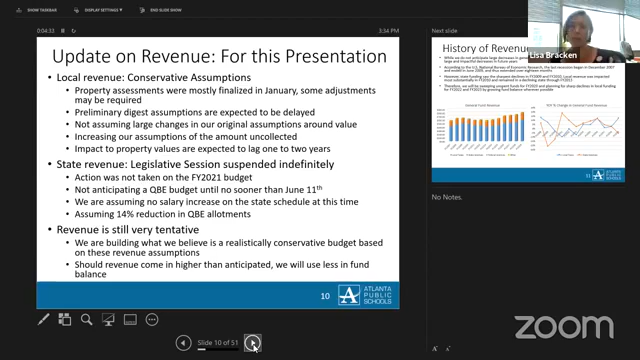 SHOW TASKBAR
DISPLAY SETTINGS
END SLIDE SHOW
0:04:33
3:34 PM
Next slide
Update on Revenue: For this Presentation
Local revenue: Conservative Assumptions
Property assessments were mostly finalized in January, some adjustments
may be required
Preliminary digest assumptions are expected to be delayed
Not assuming large changes in our original assumptions around value
Increasing our assumptions of the amount uncollected
Impact to property values are expected to lag one to two years
State revenue: Legislative Session suspended indefinitely
Action was not taken on the FY2021 budget
Not anticipating a QBE budget until no sooner than June 11th
We are assuming no salary increase on the state schedule at this time
Assuming 14% reduction in QBE allotments
Revenue is still very tentative
We are building what we believe is a realistically conservative budget based
on these revenue assumptions
Should revenue come in higher than anticipated, we will use less in fund
balance
10
ATLANTA
PUBLIC
SCHOOLS
Slide 10 of 51
History of Revenue
Lisa Bracken
General Fund Revenue
11
No Notes.
zoom